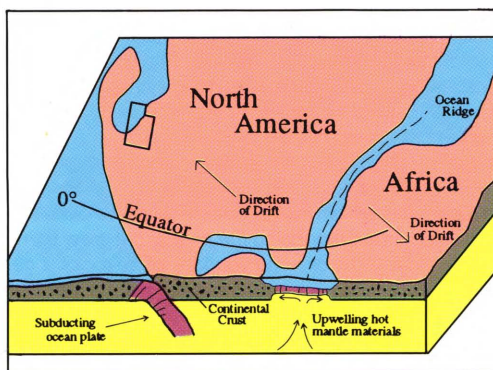 North
America
Ocean
Ridge
Africa
Direction
of Drift
Direction
of Drift
0°
Equator
Continental
Crust
Subducting
ocean plate
Upwelling hot
mantle materials